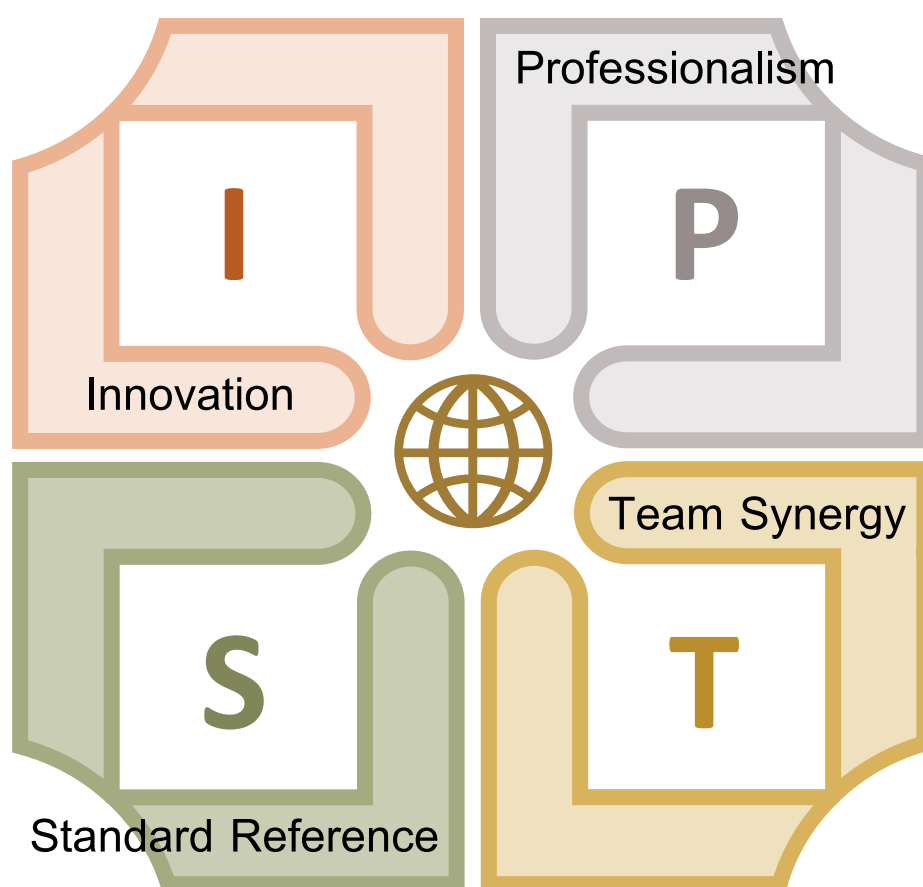 Professionalism
I
P
Innovation
Team Synergy
S
T
Standard Reference